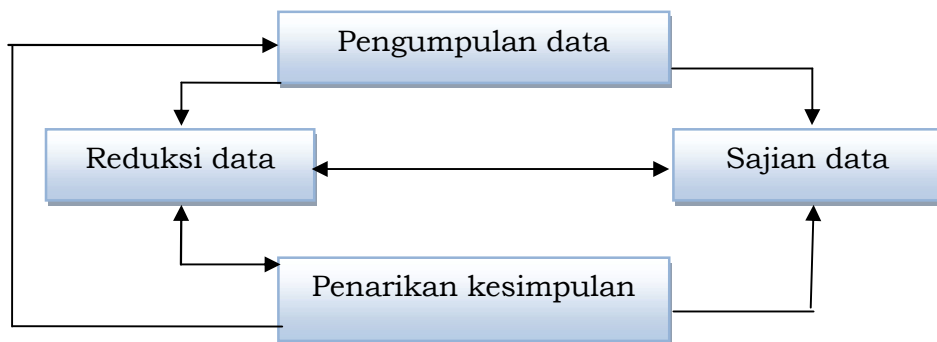 Pengumpulan data
Reduksi data
Sajian data
Penarikan kesimpulan